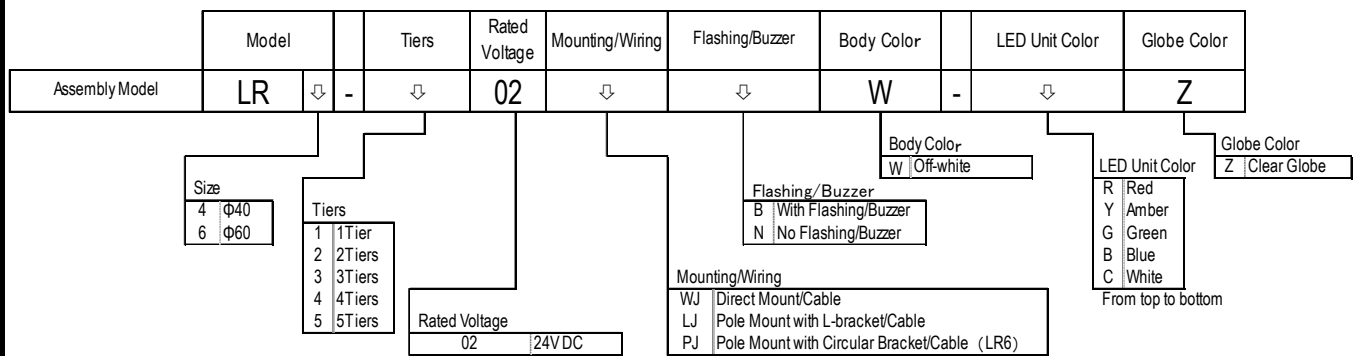 Model Tiers Rated Voltage Mounting/Wiring Flashing/Buzzer Body Color LED Unit Color Globe Color
Assembly Model LR ⇩ - ⇩ 02 ⇩ ⇩ W - ⇩ Z
Size
4 Φ40
6 Φ60
Tiers
1 1Tier
2 2Tiers
3 3Tiers
4 4Tiers
5 5Tiers
Rated Voltage
02 24V DC
Mounting/Wiring
WJ Direct Mount/Cable
LJ Pole Mount with L-bracket/Cable
PJ Pole Mount with Circular Bracket/Cable (LR6)
Flashing/Buzzer
B With Flashing/Buzzer
N No Flashing/Buzzer
Body Color
W Off-white
LED Unit Color
R Red
Y Amber
G Green
B Blue
C White
From top to bottom
Globe Color
Z Clear Globe